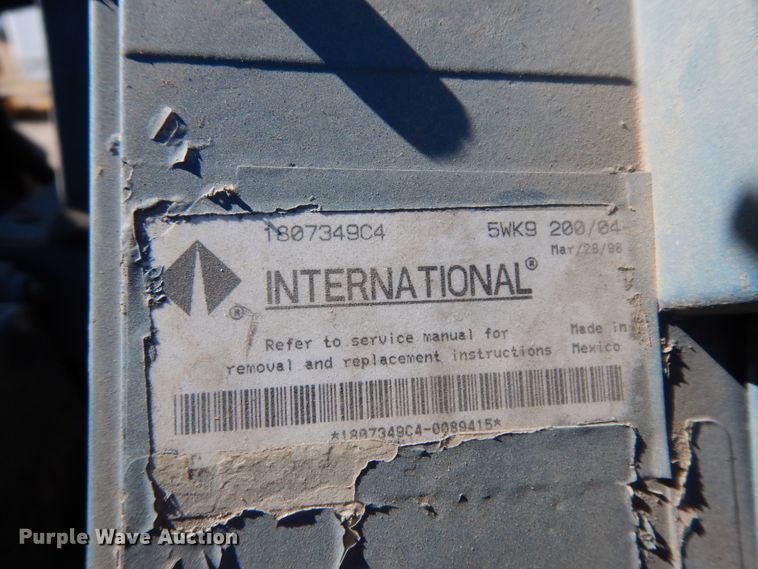 1807349C4 5WK9 200/04
Mar/28/98
INTERNATIONAL®
®
Refer to service manual for
removal and replacement instructions
Made in
Mexico
*1807349C4-0089415*
Purple Wave Auction